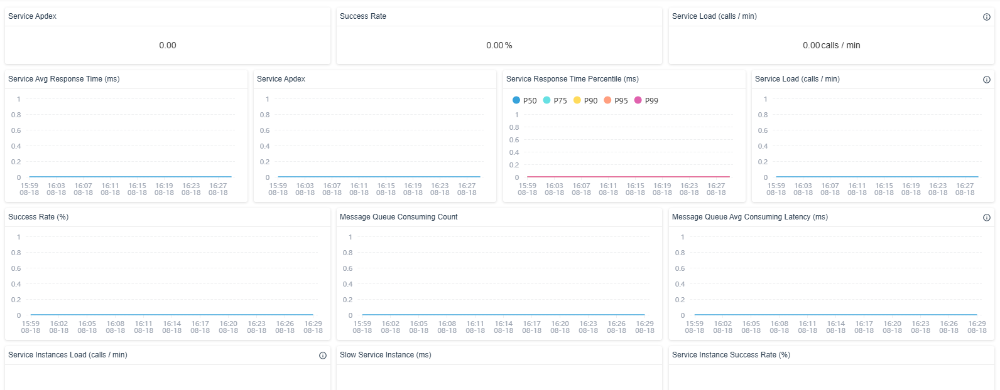 Service Apdex
Success Rate
Service Load (calls / min)
0.00
0.00 %
0.00 calls / min
Service Avg Response Time (ms)
1
0.8
0.6
0.4
0.2
0
15:59 16:03 16:07 16:11 16:15 16:19 16:23 16:27
08-18 08-18 08-18 08-18 08-18 08-18 08-18 08-18
Service Apdex
1
0.8
0.6
0.4
0.2
0
15:59 16:03 16:07 16:11 16:15 16:19 16:23 16:27
08-18 08-18 08-18 08-18 08-18 08-18 08-18 08-18
Service Response Time Percentile (ms)
P50 P75 P90 P95 P99
1
0.8
0.6
0.4
0.2
0
15:59 16:03 16:07 16:11 16:15 16:19 16:23 16:27
08-18 08-18 08-18 08-18 08-18 08-18 08-18 08-18
Service Load (calls / min)
1
0.8
0.6
0.4
0.2
0
15:59 16:03 16:07 16:11 16:15 16:19 16:23 16:27
08-18 08-18 08-18 08-18 08-18 08-18 08-18 08-18
Success Rate (%)
1
0.8
0.6
0.4
0.2
0
15:59 16:02 16:05 16:08 16:11 16:14 16:17 16:20 16:23 16:26 16:29
08-18 08-18 08-18 08-18 08-18 08-18 08-18 08-18 08-18 08-18 08-18
Message Queue Consuming Count
1
0.8
0.6
0.4
0.2
0
15:59 16:02 16:05 16:08 16:11 16:14 16:17 16:20 16:23 16:26 16:29
08-18 08-18 08-18 08-18 08-18 08-18 08-18 08-18 08-18 08-18 08-18
Message Queue Avg Consuming Latency (ms)
1
0.8
0.6
0.4
0.2
0
15:59 16:02 16:05 16:08 16:11 16:14 16:17 16:20 16:23 16:26 16:29
08-18 08-18 08-18 08-18 08-18 08-18 08-18 08-18 08-18 08-18 08-18
Service Instances Load (calls / min)
Slow Service Instance (ms)
Service Instance Success Rate (%)